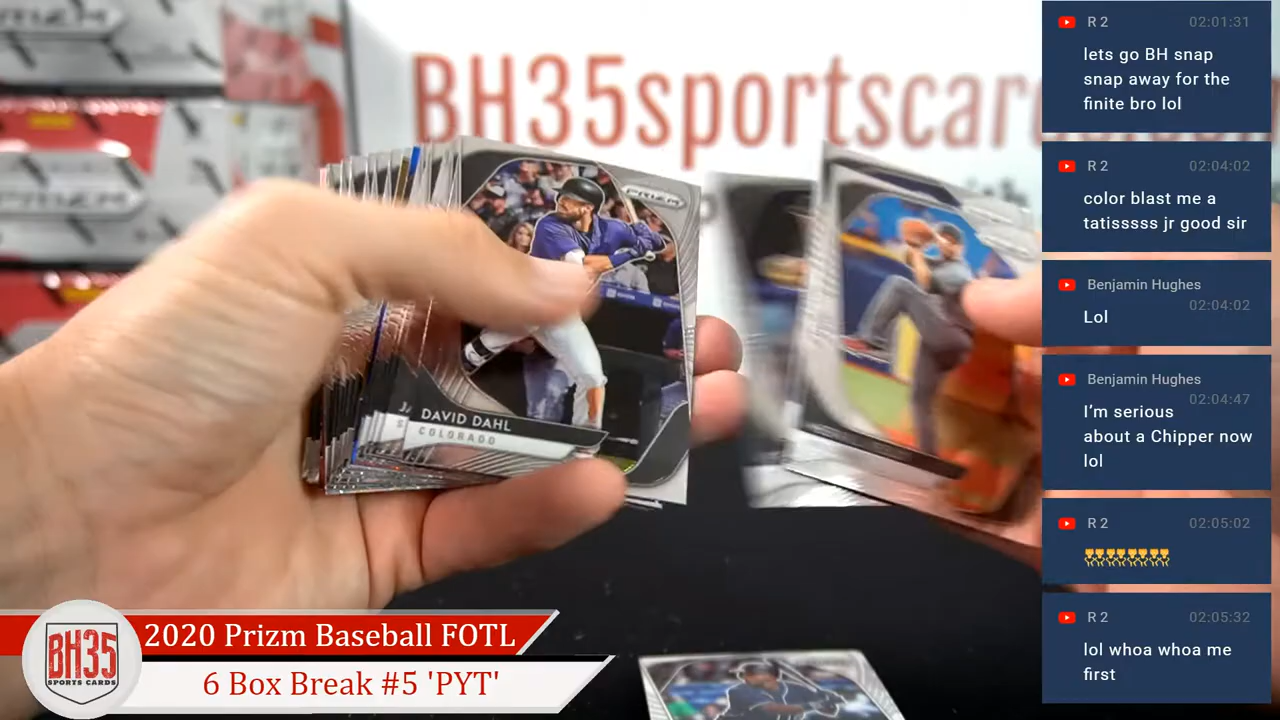 BH35sportscar
PRIZM
DAVID DAHL
COLORADO
R 2 02:01:31
lets go BH snap
snap away for the
finite bro lol
R 2 02:04:02
color blast me a
tatisssss jr good sir
Benjamin Hughes
02:04:02
Lol
Benjamin Hughes
02:04:47
I'm serious
about a Chipper now
lol
R 2 02:05:02
R 2 02:05:32
lol whoa whoa me
first
BH35
SPORTS CARDS
2020 Prizm Baseball FOTL
6 Box Break #5 'PYT'